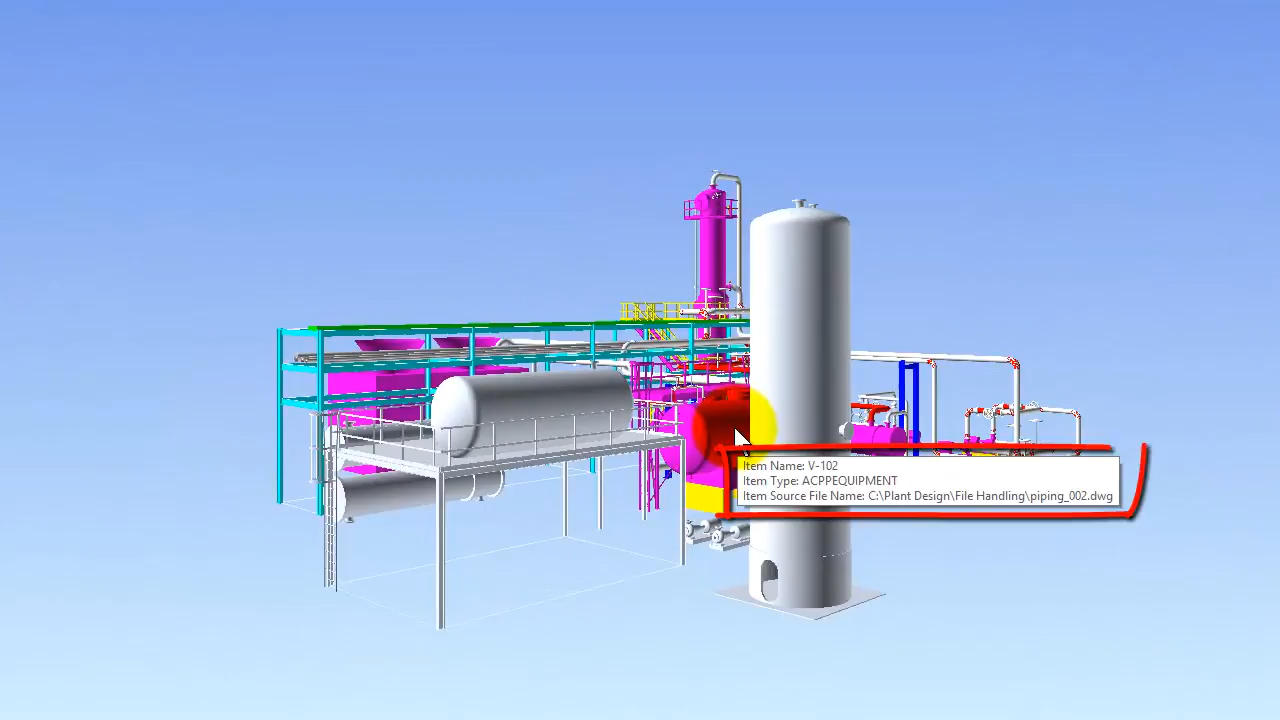 Item Name: V-102
Item Type: ACPPEQUIPMENT
Item Source File Name: C:\Plant Design\File Handling\piping_002.dwg